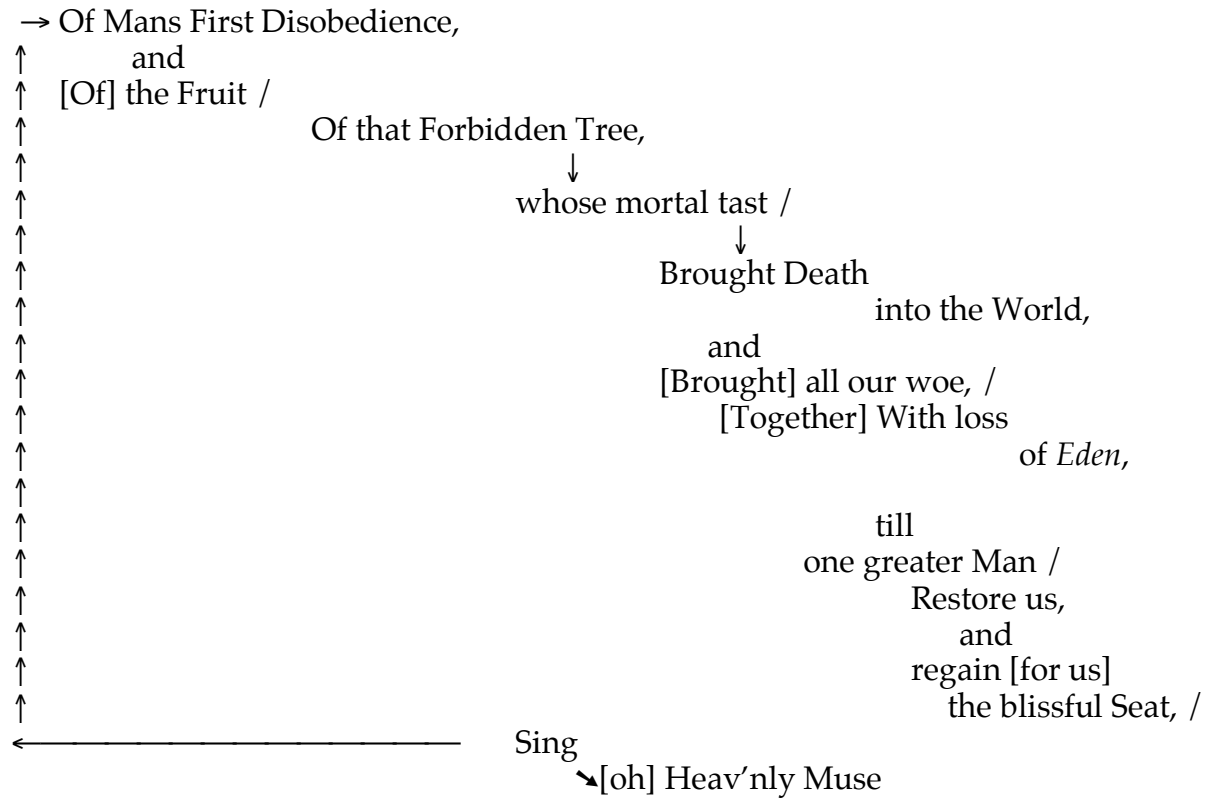 → Of Mans First Disobedience,
and
[Of] the Fruit /
Of that Forbidden Tree,
whose mortal tast /
Brought Death
into the World,
and
[Brought] all our woe, /
[Together] With loss
of Eden,
till
one greater Man /
Restore us,
and
regain [for us]
the blissful Seat, /
Sing
[oh] Heav’nly Muse